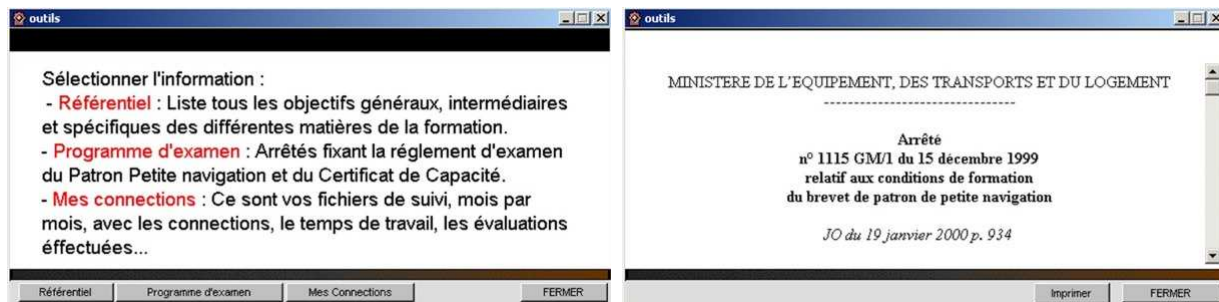 outils
Sélectionner l'information :
- Référentiel : Liste tous les objectifs généraux, intermédiaires
et spécifiques des différentes matières de la formation.
- Programme d'examen : Arrêtés fixant la réglement d'examen
du Patron Petite navigation et du Certificat de Capacité.
- Mes connections : Ce sont vos fichiers de suivi, mois par
mois, avec les connections, le temps de travail, les évaluations
éffectuées...
Référentiel Programme d'examen Mes Connections FERMER
outils
MINISTERE DE L'EQUIPEMENT, DES TRANSPORTS ET DU LOGEMENT
--------------------------------
Arrêté
n° 1115 GM/1 du 15 décembre 1999
relatif aux conditions de formation
du brevet de patron de petite navigation
JO du 19 janvier 2000 p. 934
Imprimer FERMER